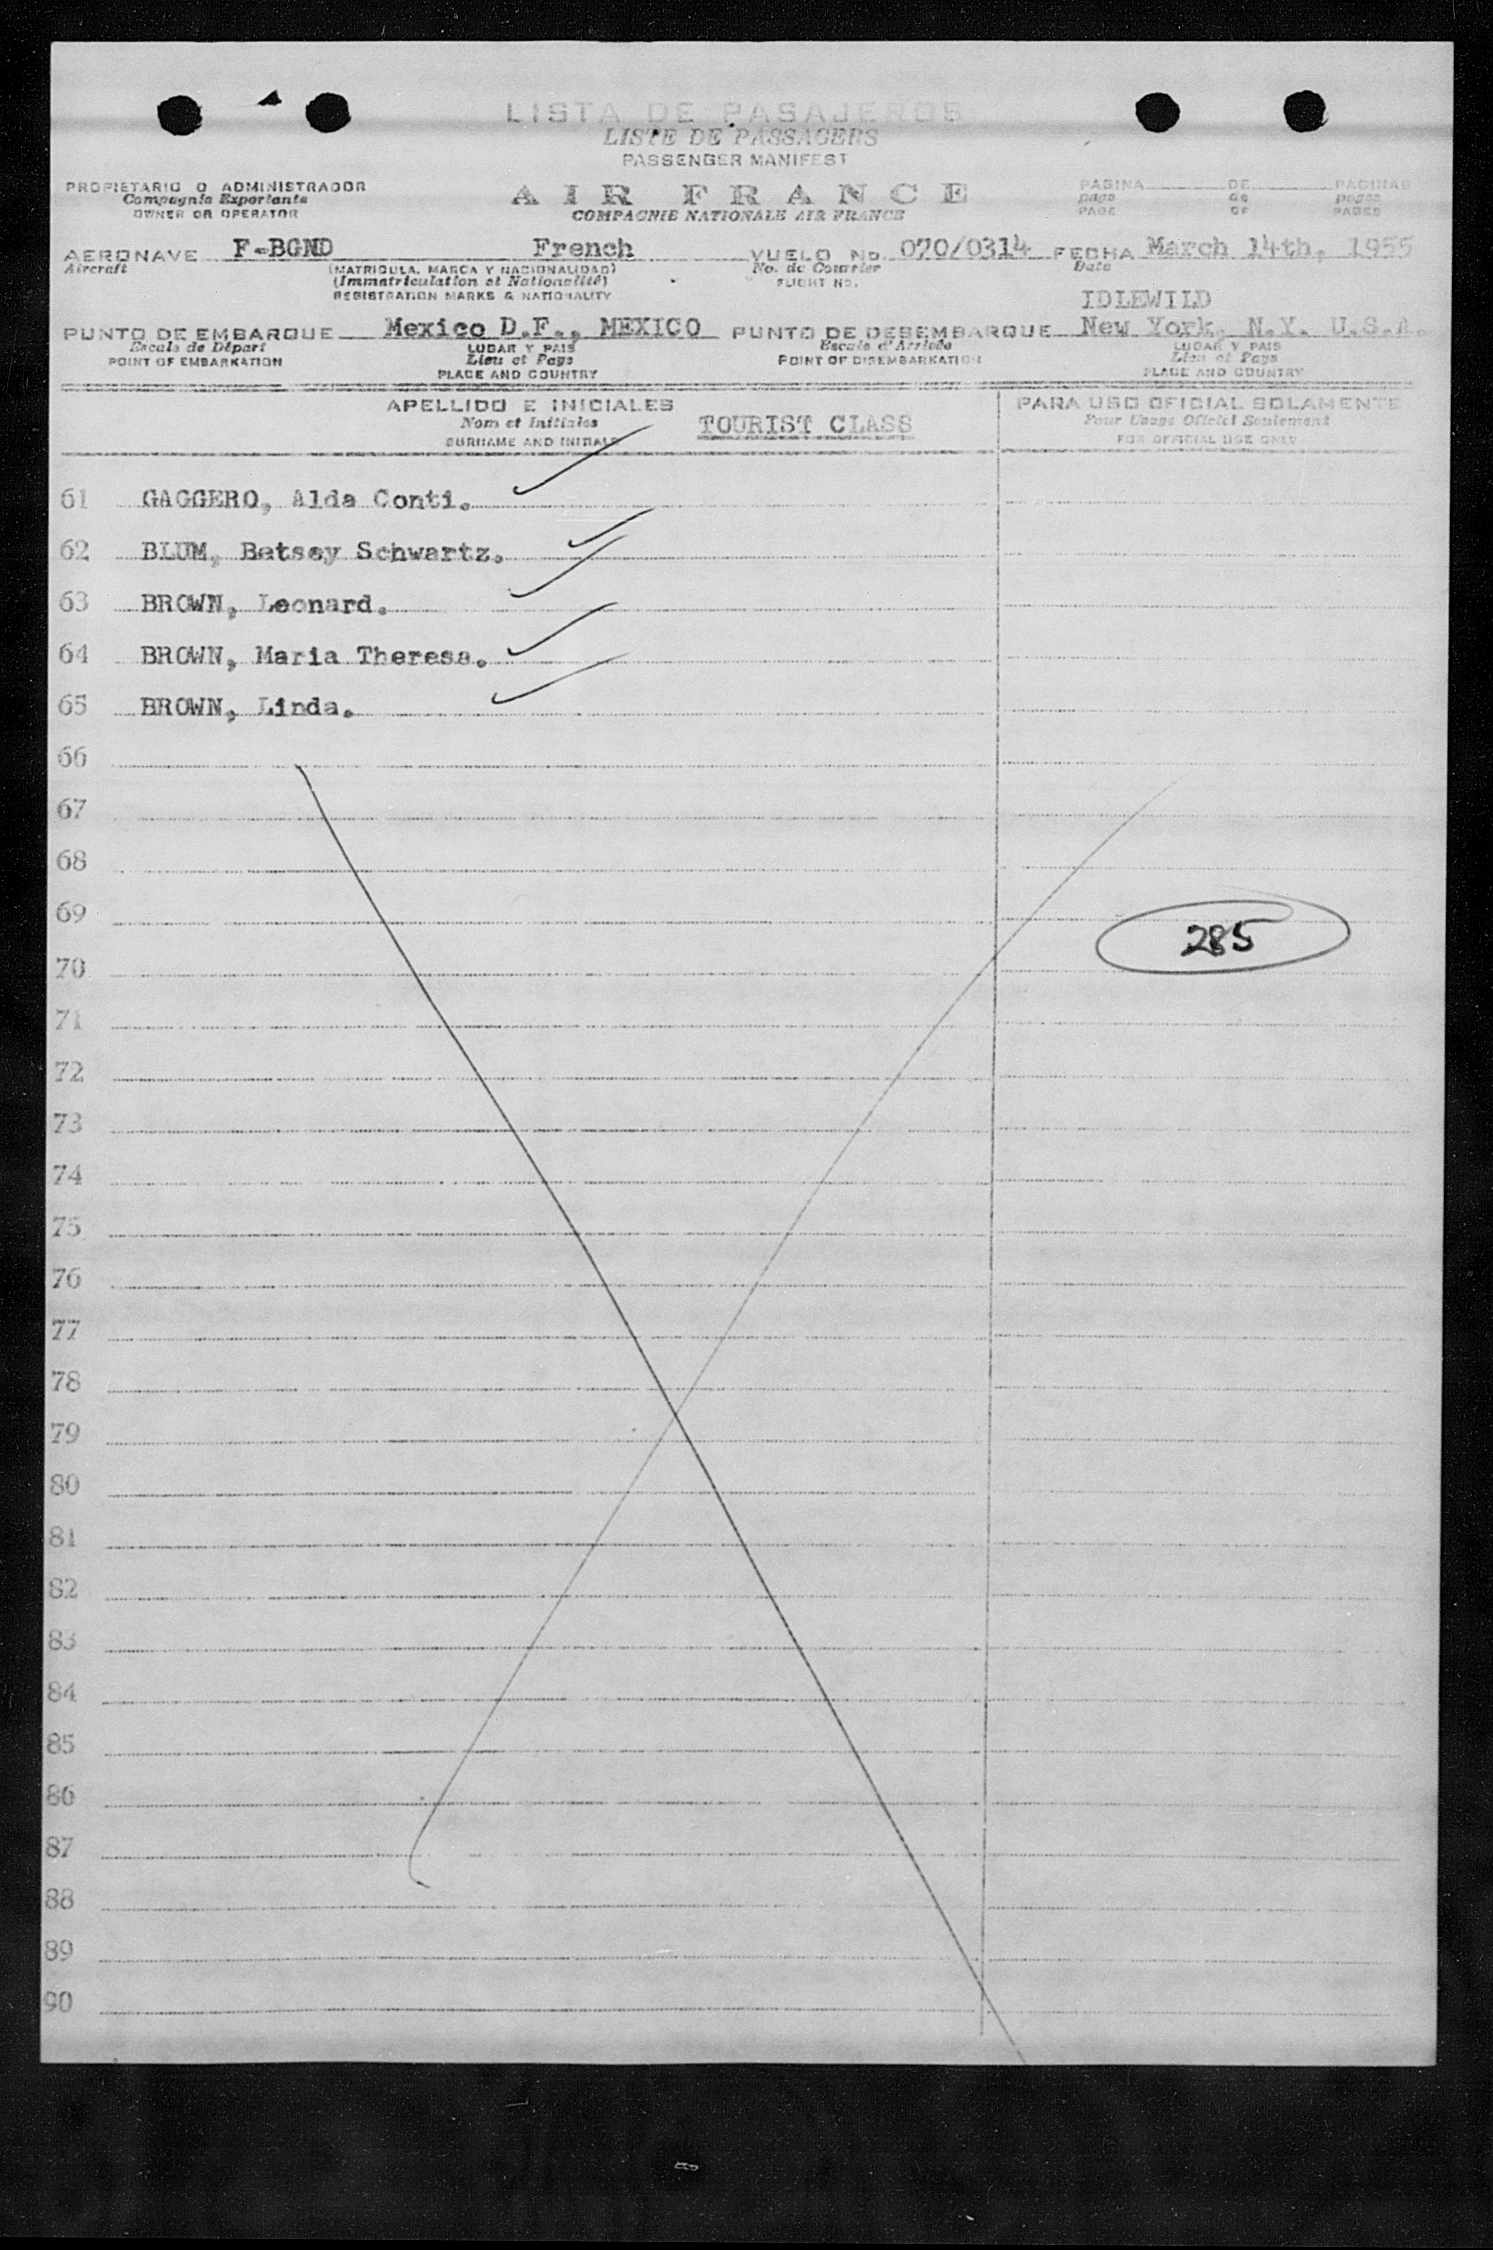 LISTA DE PASAJEROS
LISTE DE PASSAGERS
PASSENGER MANIFEST
PROPIETARIO O ADMINISTRADOR
Compagnie Exportante
OWNER OR OPERATOR
AIR FRANCE
COMPAGNIE NATIONALE AIR FRANCE
PAGINA DE PAGINAS
page de pages
PAGE OF PAGES
AERONAVE F-BGND French VUELO No. 070/0314 FECHA March 14th, 1955
Aircraft (MATRICULA, MARCA Y NACIONALIDAD) No. de Courrier Date
(Immatriculation et Nationalité) FLIGHT No.
REGISTRATION MARKS & NATIONALITY
IDLEWILD
PUNTO DE EMBARQUE Mexico D.F., MEXICO PUNTO DE DESEMBARQUE New York, N.Y. U.S.A.
Escale de Départ LUGAR Y PAIS Escale d'Arrivée LUGAR Y PAIS
POINT OF EMBARKATION Lieu et Pays POINT OF DISEMBARKATION Lieu et Pays
PLACE AND COUNTRY PLACE AND COUNTRY
APELLIDO E INICIALES PARA USO OFICIAL SOLAMENTE
Nom et Initiales TOURIST CLASS Pour Usage Officiel Seulement
SURNAME AND INITIALS FOR OFFICIAL USE ONLY
61 GAGGERO, Alda Conti.
62 BLUM, Betsey Schwartz.
63 BROWN, Leonard.
64 BROWN, Maria Theresa.
65 BROWN, Linda.
66
67
68
69
285
70
71
72
73
74
75
76
77
78
79
80
81
82
83
84
85
86
87
88
89
90